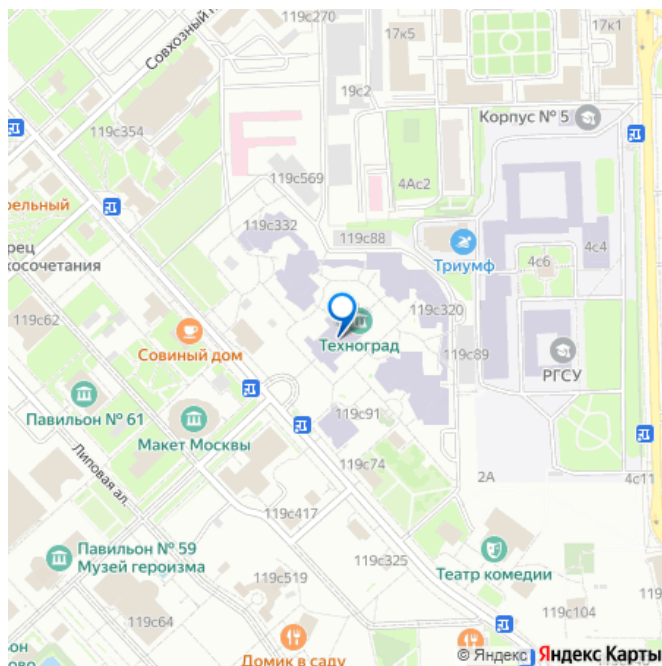 119с270
17к5
17к1
Совхозный
19с2
Корпус № 5
119с354
4Ас2
119с569
рельный
119с332
119с88
Триумф
4с4
4с6
рец
косочетания
119с320
119с62
Совиный дом
Техноград
119с89
РГСУ
Павильон № 61
Макет Москвы
119с91
Липовая ал.
119с74
2А
4с11
119с417
Павильон № 59
Музей героизма
119с325
Театр комедии
119с519
119с64
119с104
Домик в саду
© Яндекс Яндекс Карты